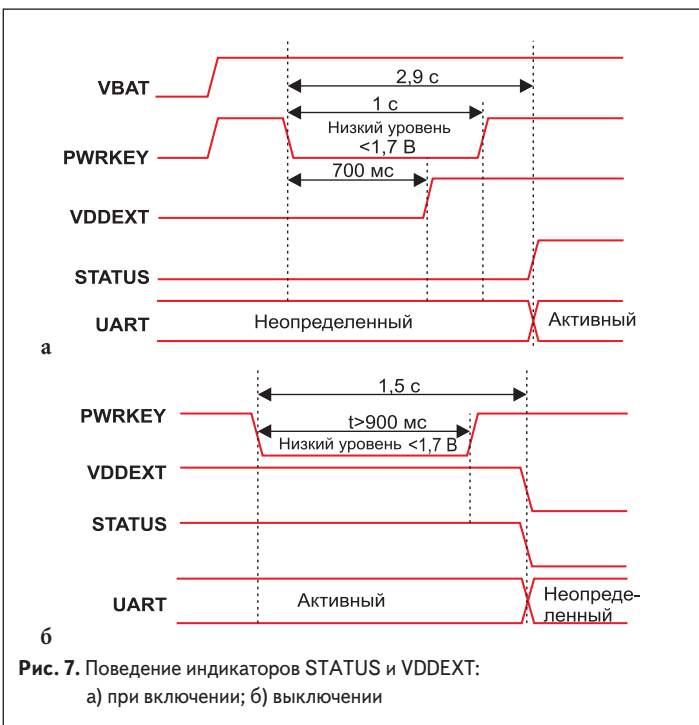 VBAT
2,9 с
1 с
PWRKEY
Низкий уровень
<1,7 В
700 мс
VDDEXT
STATUS
UART
Неопределенный
Активный
а
1,5 с
PWRKEY
t>900 мс
Низкий уровень <1,7 В
VDDEXT
STATUS
UART
Активный
Неопреде-
ленный
б
Рис. 7. Поведение индикаторов STATUS и VDDEXT:
а) при включении; б) выключении